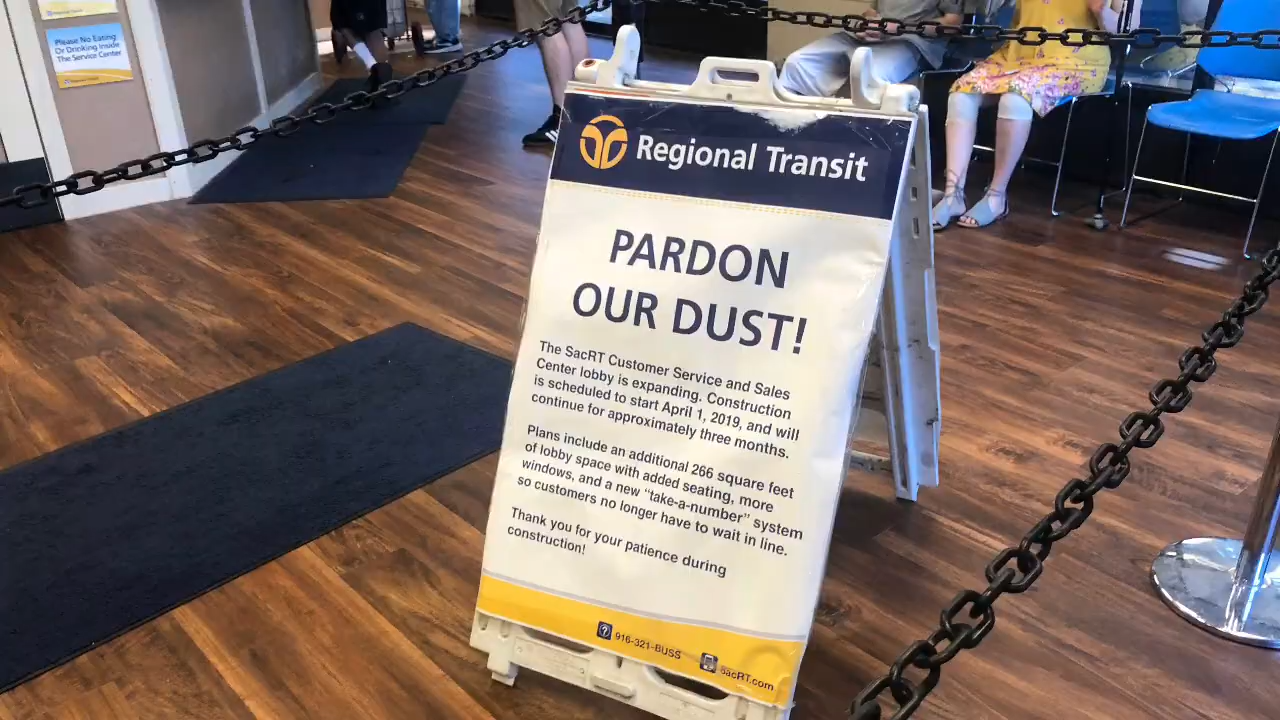 Please No Eating
Or Drinking Inside
The Service Center
Regional Transit
PARDON
OUR DUST!
The SacRT Customer Service and Sales
Center lobby is expanding. Construction
is scheduled to start April 1, 2019, and will
continue for approximately three months.
Plans include an additional 266 square feet
of lobby space with added seating, more
windows, and a new "take-a-number" system
so customers no longer have to wait in line.
Thank you for your patience during
construction!
916-321-BUSS
SacRT.com